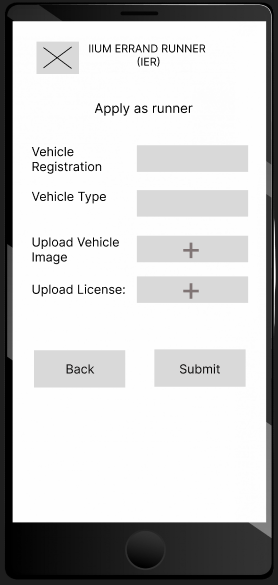 IIUM ERRAND RUNNER
(IER)
Apply as runner
Vehicle
Registration
Vehicle Type
Upload Vehicle
Image
+
Upload License:
+
Back
Submit